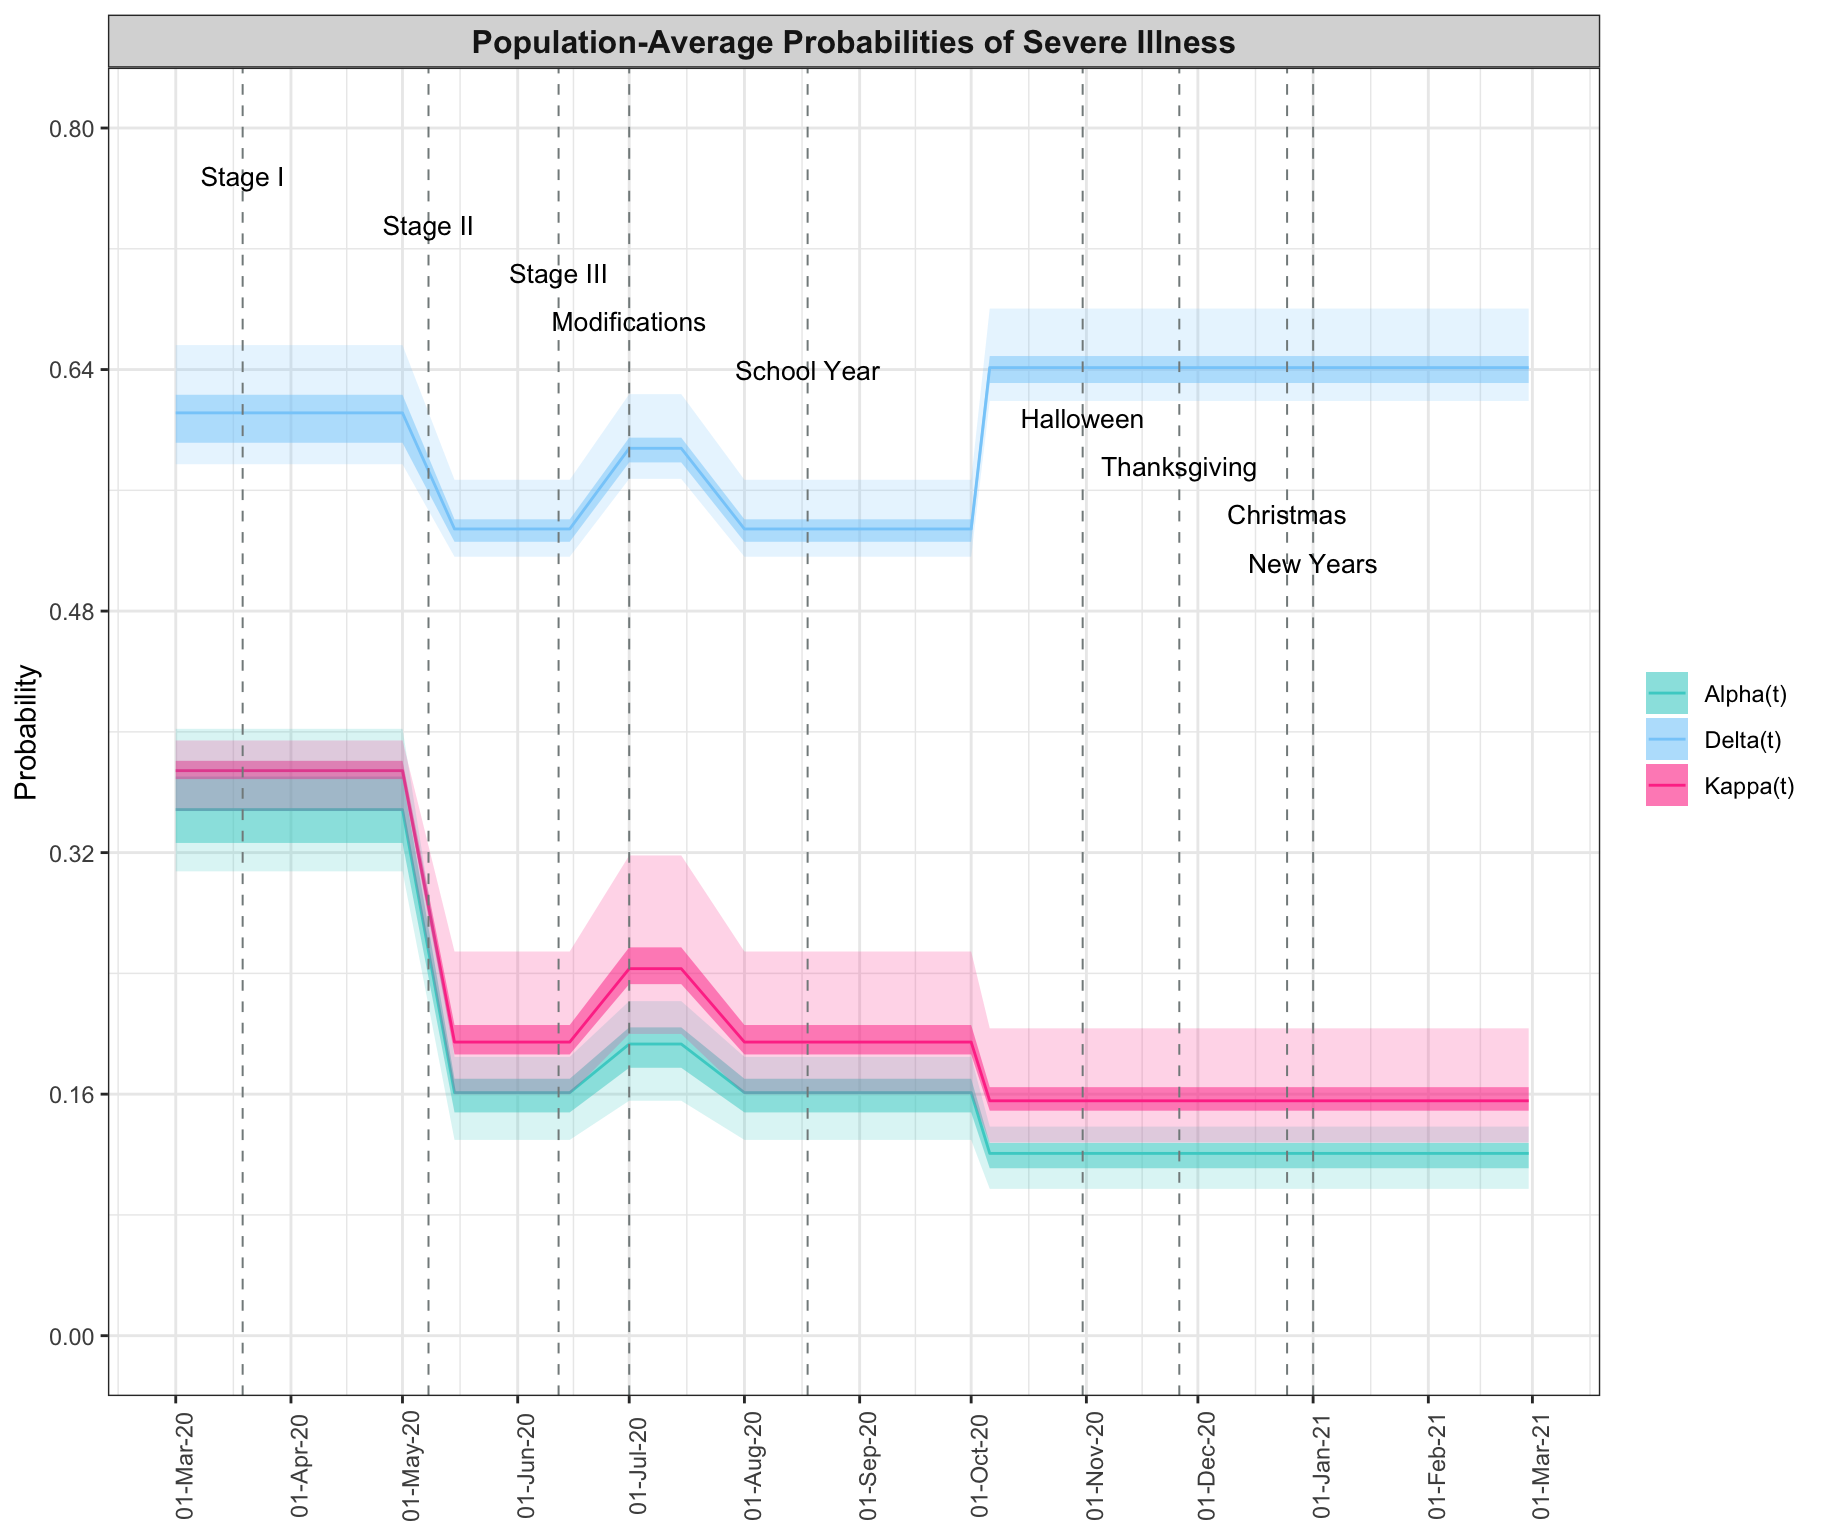 Population-Average Probabilities of Severe Illness
Probability
0.80
0.64
0.48
0.32
0.16
0.00
Stage I
Stage II
Stage III
Modifications
School Year
Halloween
Thanksgiving
Christmas
New Years
01-Mar-20
01-Apr-20
01-May-20
01-Jun-20
01-Jul-20
01-Aug-20
01-Sep-20
01-Oct-20
01-Nov-20
01-Dec-20
01-Jan-21
01-Feb-21
01-Mar-21
Alpha(t)
Delta(t)
Kappa(t)